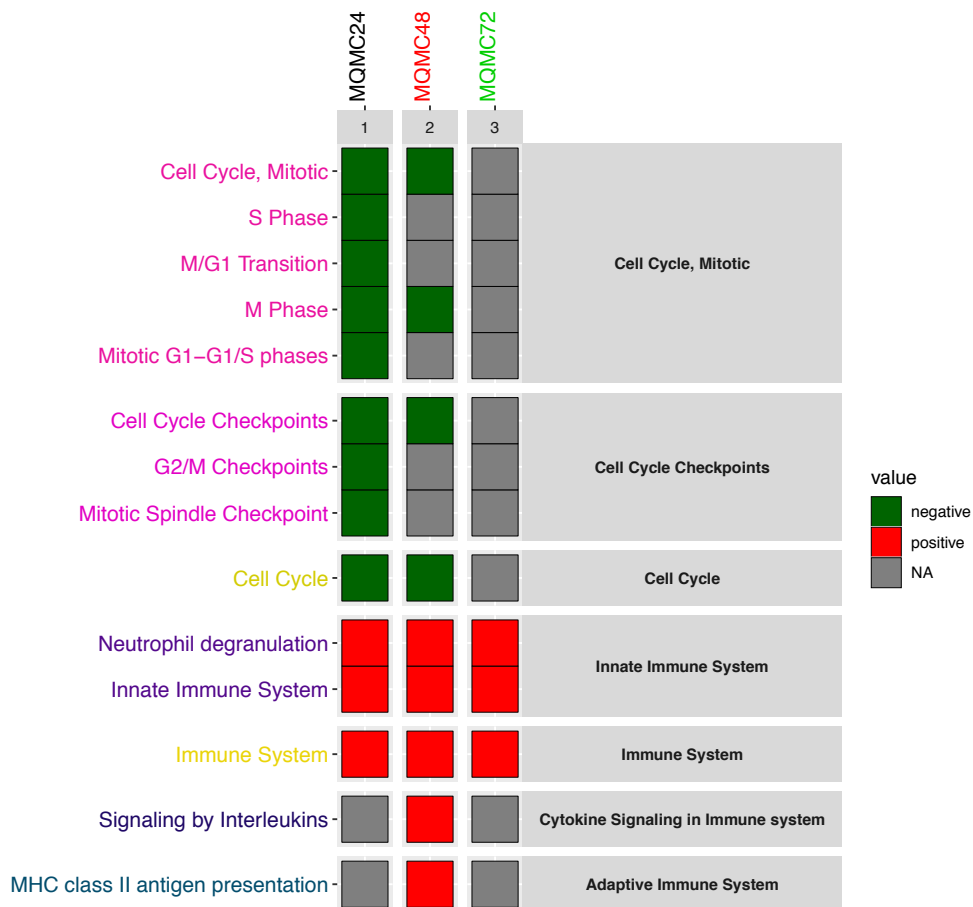 MQMC24
MQMC48
MQMC72
1
2
3
Cell Cycle, Mitotic
S Phase
M/G1 Transition
M Phase
Mitotic G1−G1/S phases
Cell Cycle, Mitotic
Cell Cycle Checkpoints
G2/M Checkpoints
Mitotic Spindle Checkpoint
Cell Cycle Checkpoints
Cell Cycle
Cell Cycle
Neutrophil degranulation
Innate Immune System
Innate Immune System
Immune System
Immune System
Signaling by Interleukins
Cytokine Signaling in Immune system
MHC class II antigen presentation
Adaptive Immune System
value
negative
positive
NA